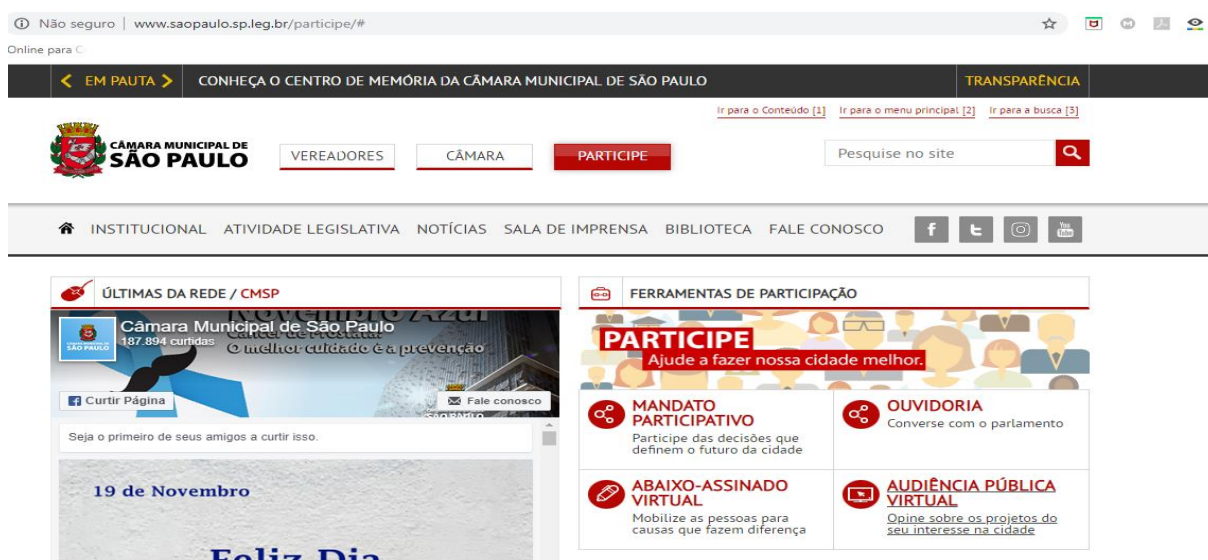 Não seguro | www.saopaulo.sp.leg.br/participe/#
Online para
EM PAUTA
CONHEÇA O CENTRO DE MEMÓRIA DA CÂMARA MUNICIPAL DE SÃO PAULO
TRANSPARÊNCIA
Ir para o Conteúdo [1] Ir para o menu principal [2] Ir para a busca [3]
CÂMARA MUNICIPAL DE
SÃO PAULO
VEREADORES
CÂMARA
PARTICIPE
Pesquise no site
INSTITUCIONAL ATIVIDADE LEGISLATIVA NOTÍCIAS SALA DE IMPRENSA BIBLIOTECA FALE CONOSCO
You
Tube
ÚLTIMAS DA REDE / CMSP
Novembro Azul
Câmara Municipal de São Paulo
187.894 curtidas
Câncer de Próstata:
O melhor cuidado é a prevenção
Curtir Página
Fale conosco
Seja o primeiro de seus amigos a curtir isso.
19 de Novembro
Feliz Dia
FERRAMENTAS DE PARTICIPAÇÃO
PARTICIPE
Ajude a fazer nossa cidade melhor.
MANDATO
PARTICIPATIVO
Participe das decisões que
definem o futuro da cidade
OUVIDORIA
Converse com o parlamento
ABAIXO-ASSINADO
VIRTUAL
Mobilize as pessoas para
causas que fazem diferença
AUDIÊNCIA PÚBLICA
VIRTUAL
Opine sobre os projetos do
seu interesse na cidade